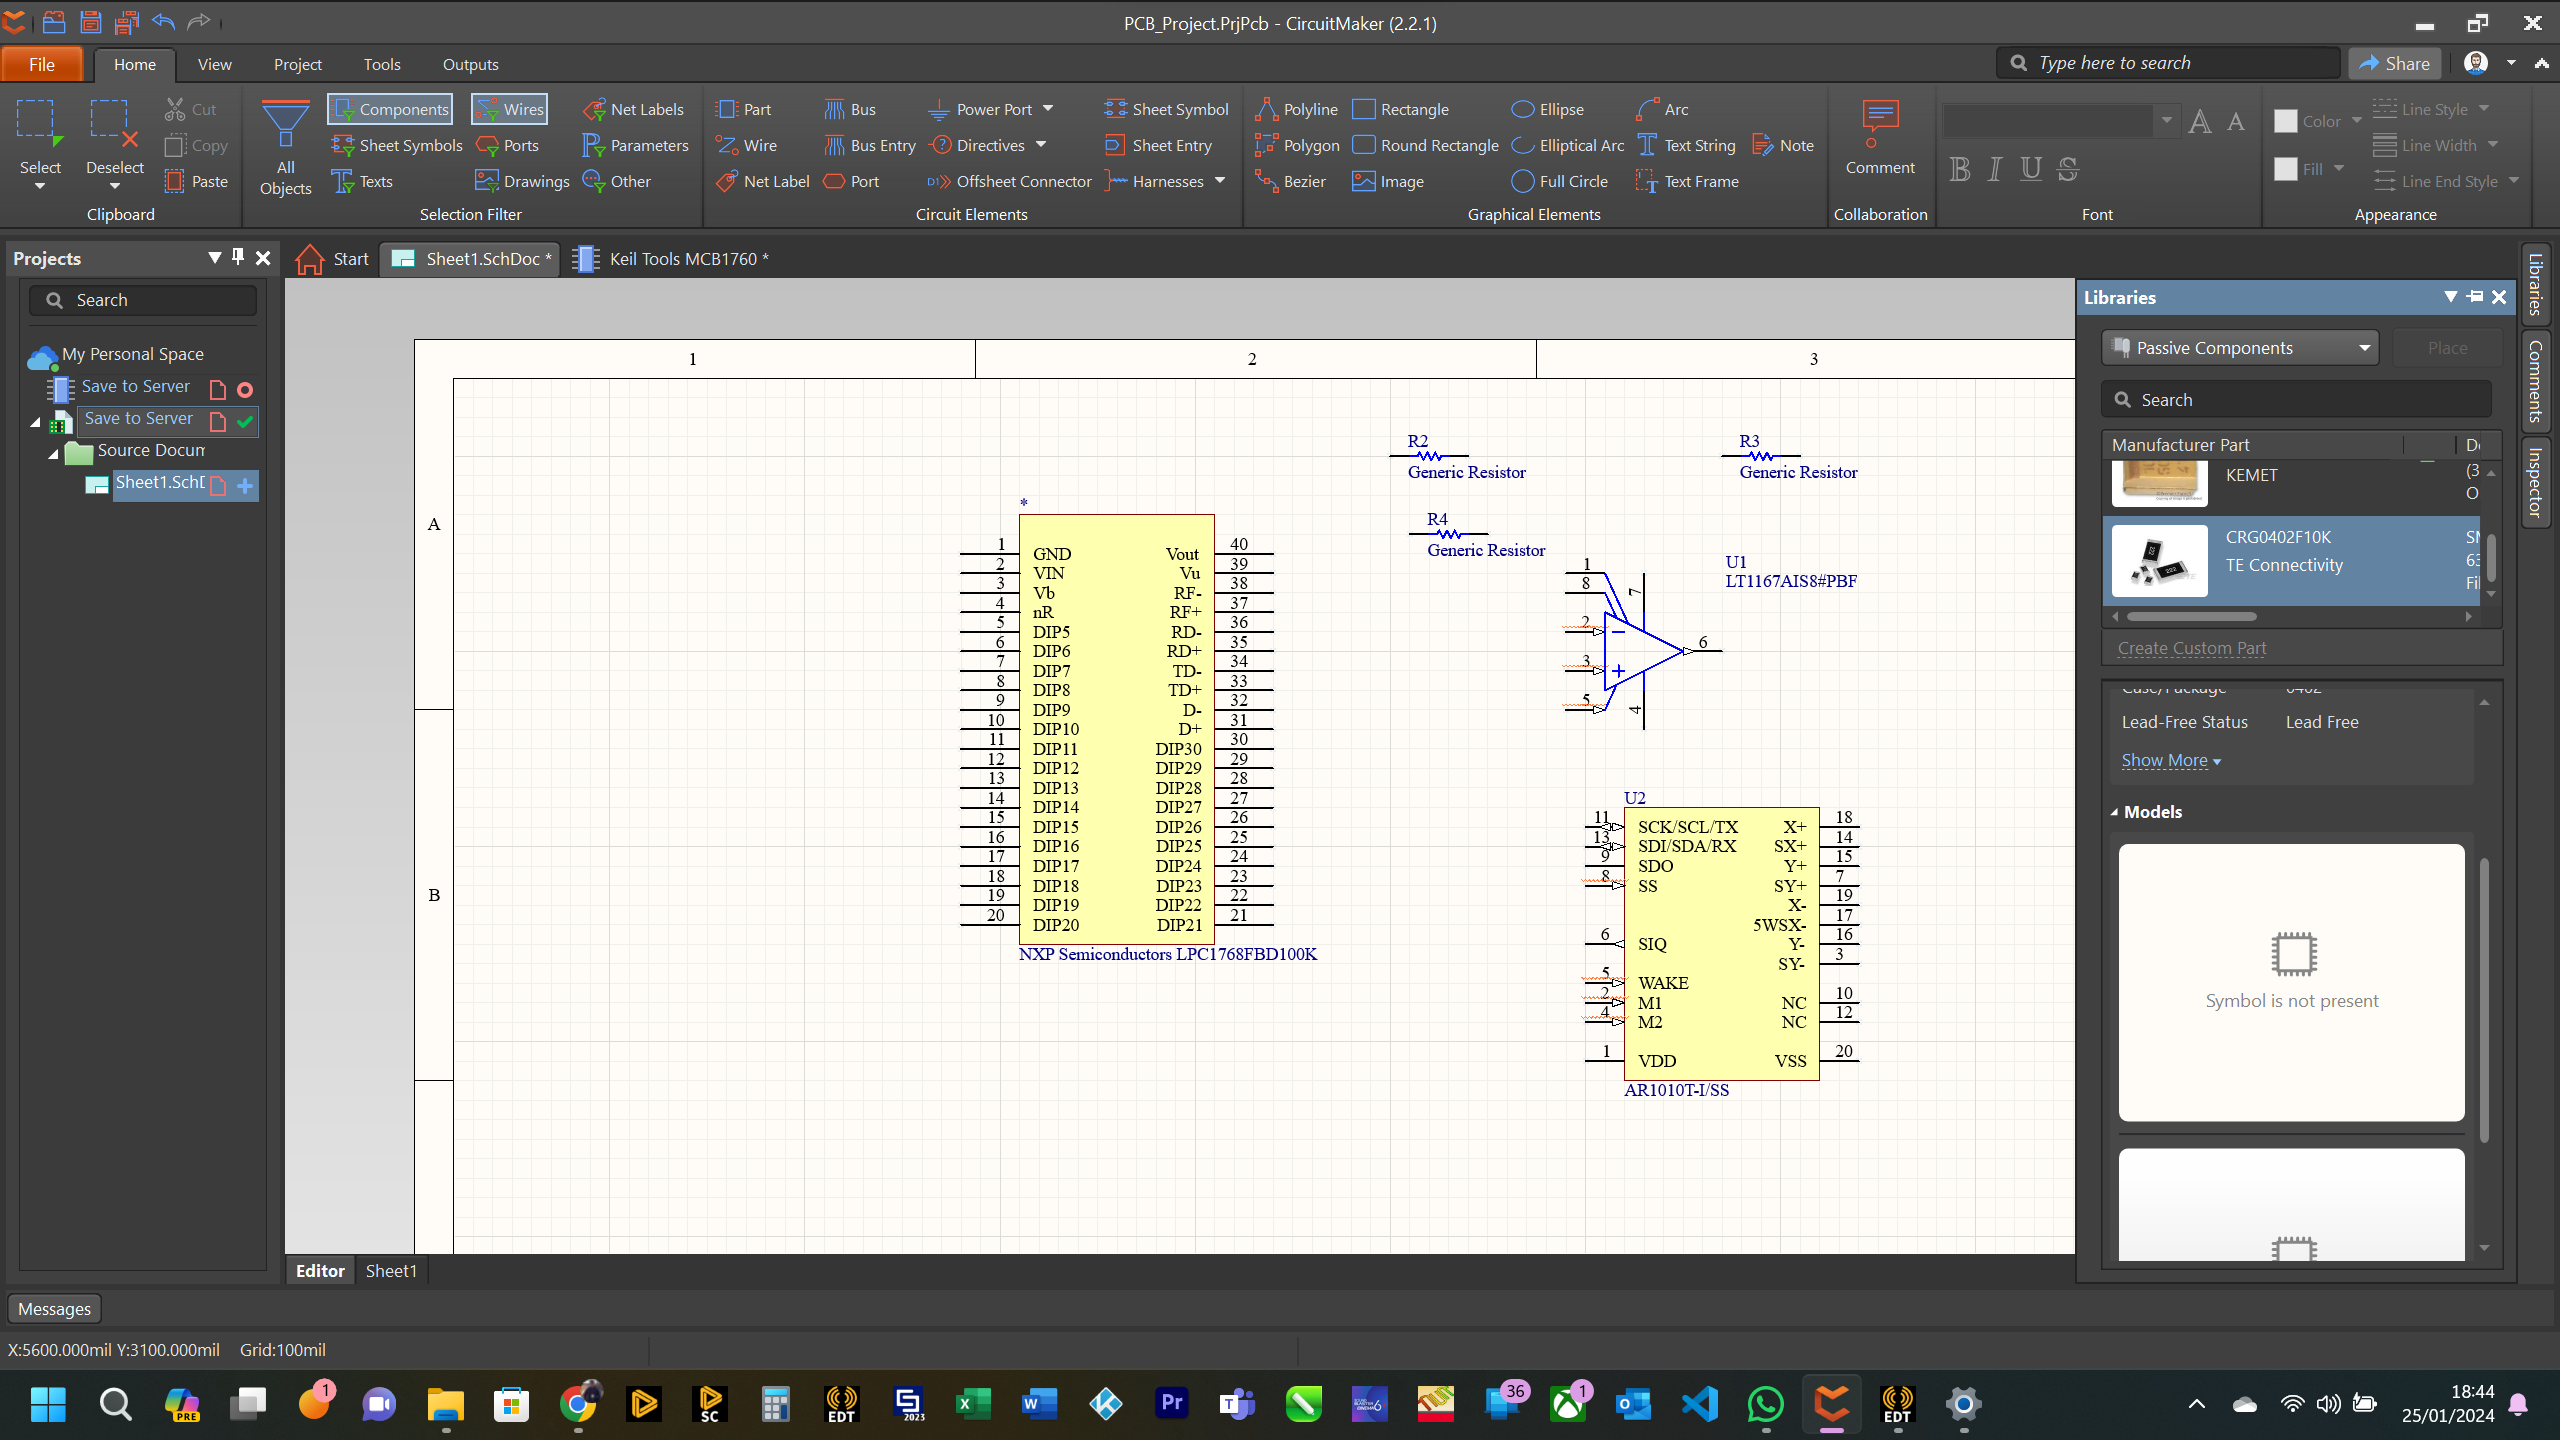 PCB_Project.PrjPcb - CircuitMaker (2.2.1)
File Home View Project Tools Outputs
Type here to search
Share
Select
Deselect
Cut
Copy
Paste
Clipboard
All Objects
Components Wires Net Labels
Sheet Symbols Ports Parameters
Texts Drawings Other
Selection Filter
Part Bus Power Port Sheet Symbol
Wire Bus Entry Directives Sheet Entry
Net Label Port Offsheet Connector Harnesses
Circuit Elements
Polyline Rectangle Ellipse Arc
Polygon Round Rectangle Elliptical Arc Text String Note
Bezier Image Full Circle Text Frame
Graphical Elements
Comment
Collaboration
A A
B I U S
Font
Color Line Style
Line Width
Fill Line End Style
Appearance
Projects
Search
My Personal Space
Save to Server
Save to Server
Source Docum
Sheet1.SchD
Start Sheet1.SchDoc * Keil Tools MCB1760 *
1 2 3
A
B
R2
Generic Resistor
R3
Generic Resistor
R4
Generic Resistor
*
1 GND Vout 40
2 VIN Vu 39
3 Vb RF- 38
4 nR RF+ 37
5 DIP5 RD- 36
6 DIP6 RD+ 35
7 DIP7 TD- 34
8 DIP8 TD+ 33
9 DIP9 D- 32
10 DIP10 D+ 31
11 DIP11 DIP30 30
12 DIP12 DIP29 29
13 DIP13 DIP28 28
14 DIP14 DIP27 27
15 DIP15 DIP26 26
16 DIP16 DIP25 25
17 DIP17 DIP24 24
18 DIP18 DIP23 23
19 DIP19 DIP22 22
20 DIP20 DIP21 21
NXP Semiconductors LPC1768FBD100K
U1
LT1167AIS8#PBF
1
8
7
2
6
3
5
4
U2
11 SCK/SCL/TX X+ 18
13 SDI/SDA/RX SX+ 14
9 SDO Y+ 15
8 SS SY+ 7
X- 19
5WSX- 17
6 SIQ Y- 16
SY- 3
5 WAKE
2 M1 NC 10
4 M2 NC 12
1 VDD VSS 20
AR1010T-I/SS
Libraries
Passive Components
Place
Search
Manufacturer Part
KEMET
CRG0402F10K
TE Connectivity
Create Custom Part
Case/Package 0402
Lead-Free Status Lead Free
Show More
Models
Symbol is not present
Libraries
Comments
Inspector
Editor Sheet1
Messages
X:5600.000mil Y:3100.000mil Grid:100mil
PRE
1
SC
EDT
2023
Pr
36
1
EDT
18:44
25/01/2024